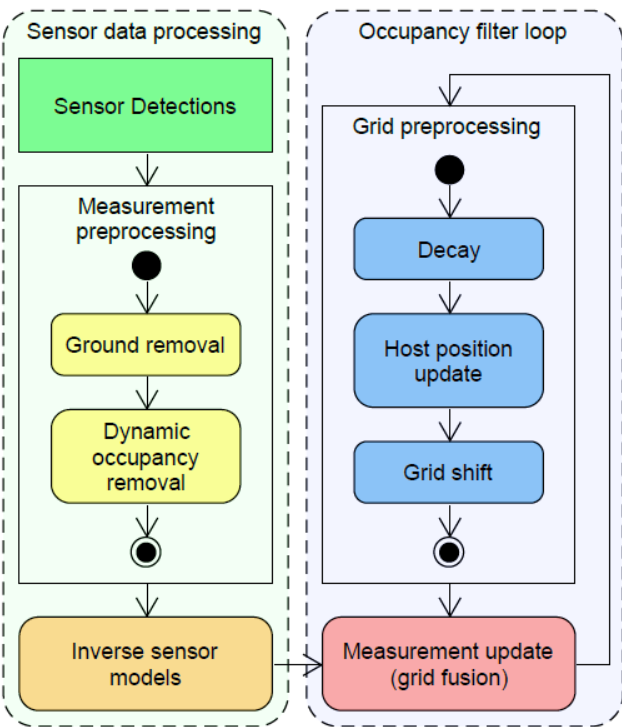 Sensor data processing
Sensor Detections
Measurement
preprocessing
Ground removal
Dynamic
occupancy
removal
Inverse sensor
models
Occupancy filter loop
Grid preprocessing
Decay
Host position
update
Grid shift
Measurement update
(grid fusion)